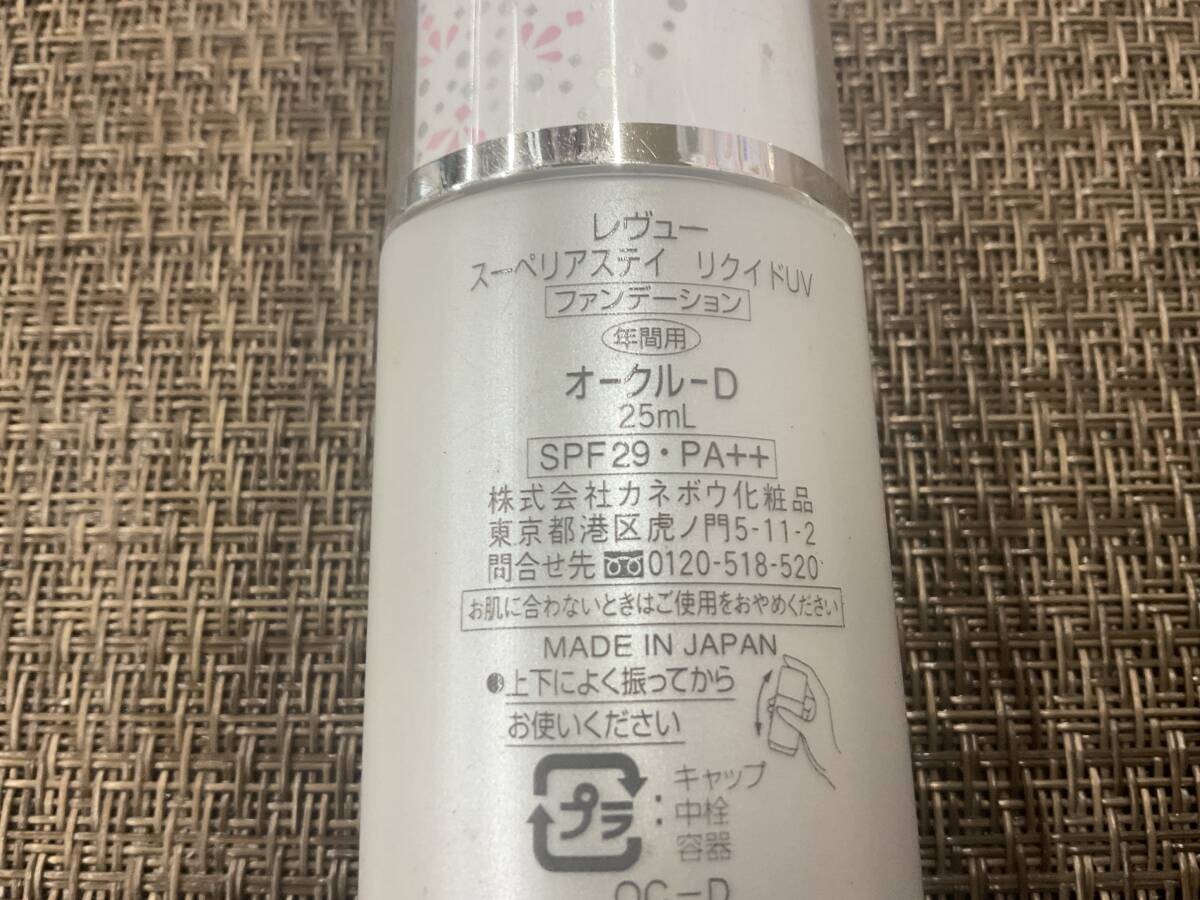 レヴュー
スーペリアステイ リクイドUV
ファンデーション
年間用
オークルーD
25mL
SPF29・PA++
株式会社カネボウ化粧品
東京都港区虎ノ門5-11-2
問合せ先 0120-518-520
お肌に合わないときはご使用をおやめください
MADE IN JAPAN
●上下によく振ってから
お使いください
プラ : キャップ
: 中栓
容器
OC-D